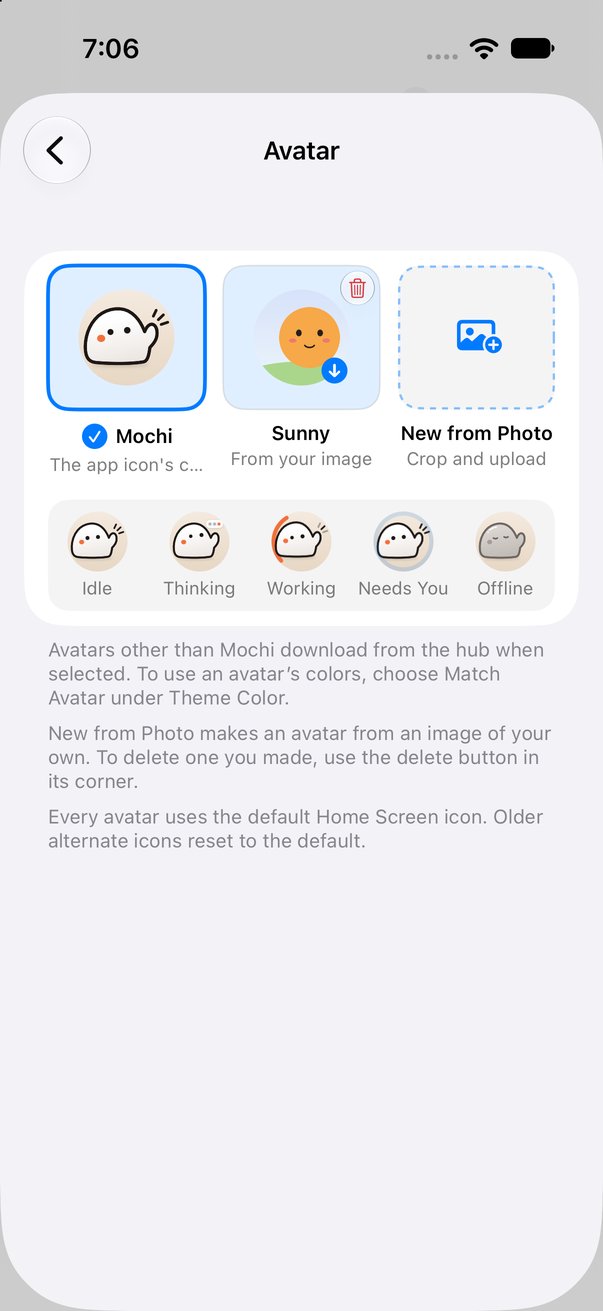 7:06
Avatar
Mochi
The app icon's c...
Sunny
From your image
New from Photo
Crop and upload
Idle
Thinking
Working
Needs You
Offline
Avatars other than Mochi download from the hub when
selected. To use an avatar’s colors, choose Match
Avatar under Theme Color.
New from Photo makes an avatar from an image of your
own. To delete one you made, use the delete button in
its corner.
Every avatar uses the default Home Screen icon. Older
alternate icons reset to the default.